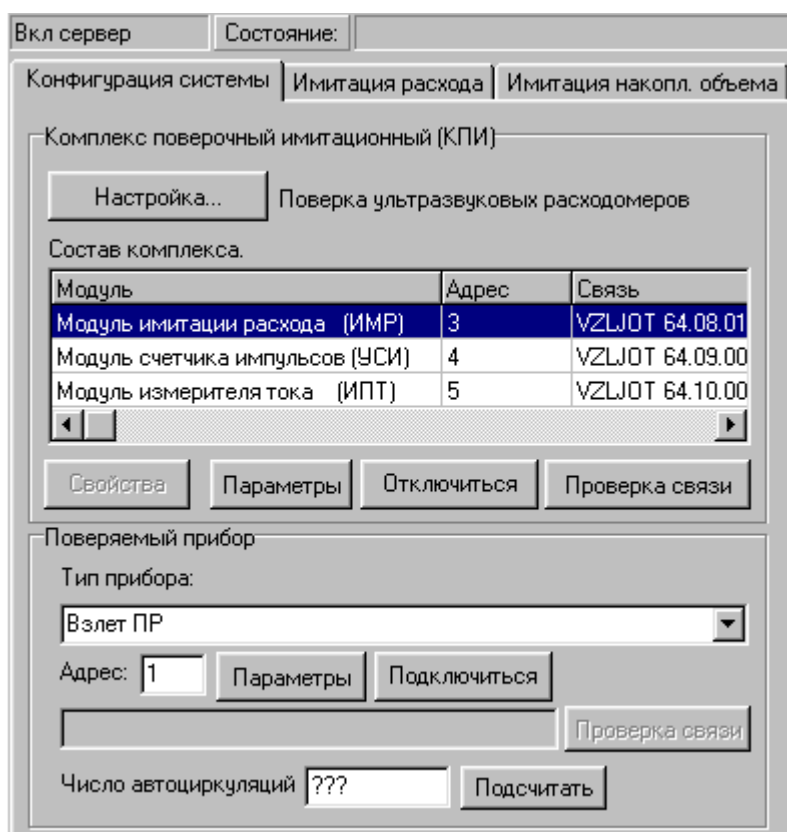 Вкл сервер Состояние:
Конфигурация системы Имитация расхода Имитация накопл. объема
Комплекс поверочный имитационный (КПИ)
Настройка... Поверка ультразвуковых расходомеров
Состав комплекса.
Модуль Адрес Связь
Модуль имитации расхода (ИМР) 3 VZLJOT 64.08.01
Модуль счетчика импульсов (УСИ) 4 VZLJOT 64.09.00
Модуль измерителя тока (ИПТ) 5 VZLJOT 64.10.00
Свойства Параметры Отключиться Проверка связи
Поверяемый прибор
Тип прибора:
Взлет ПР
Адрес: 1 Параметры Подключиться
Проверка связи
Число автоциркуляций ??? Подсчитать